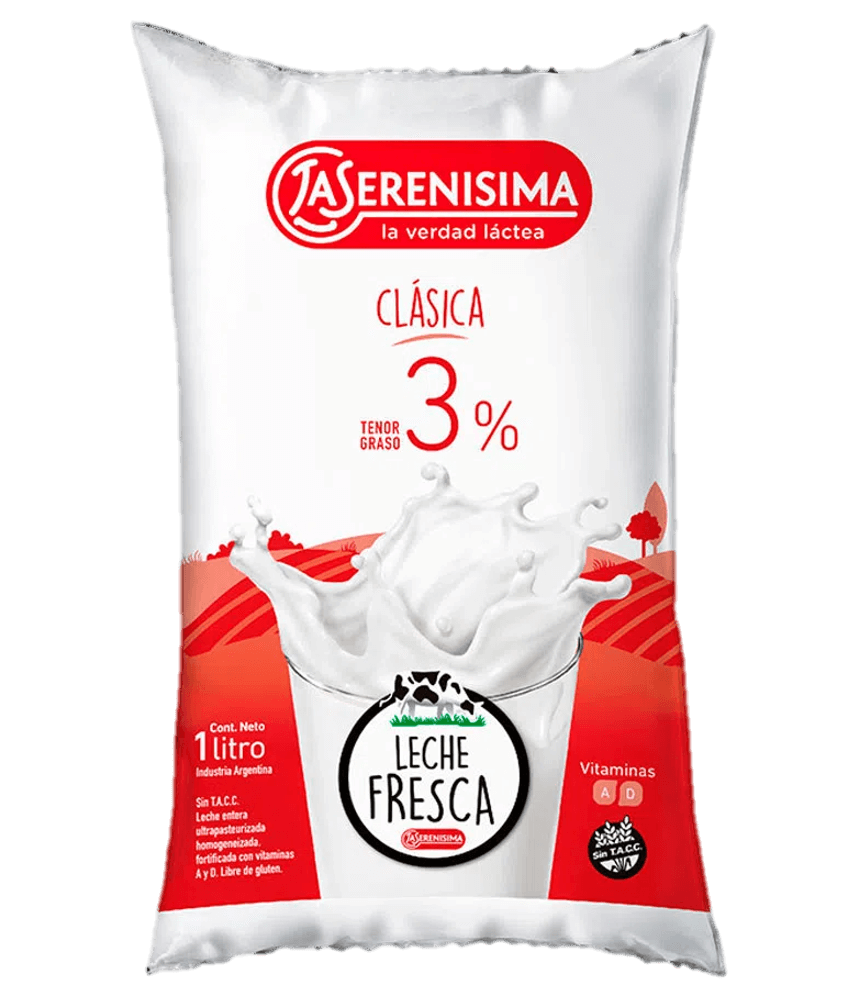 LASERENISIMA
la verdad láctea
CLÁSICA
TENOR
GRASO
3 %
Cont. Neto
1 litro
Industria Argentina
Sin T.A.C.C.
Leche entera
ultrapasteurizada
homogeneizada,
fortificada con vitaminas
A y D. Libre de gluten.
LECHE
FRESCA
LASERENISIMA
Vitaminas
A D
Sin T.A.C.C.